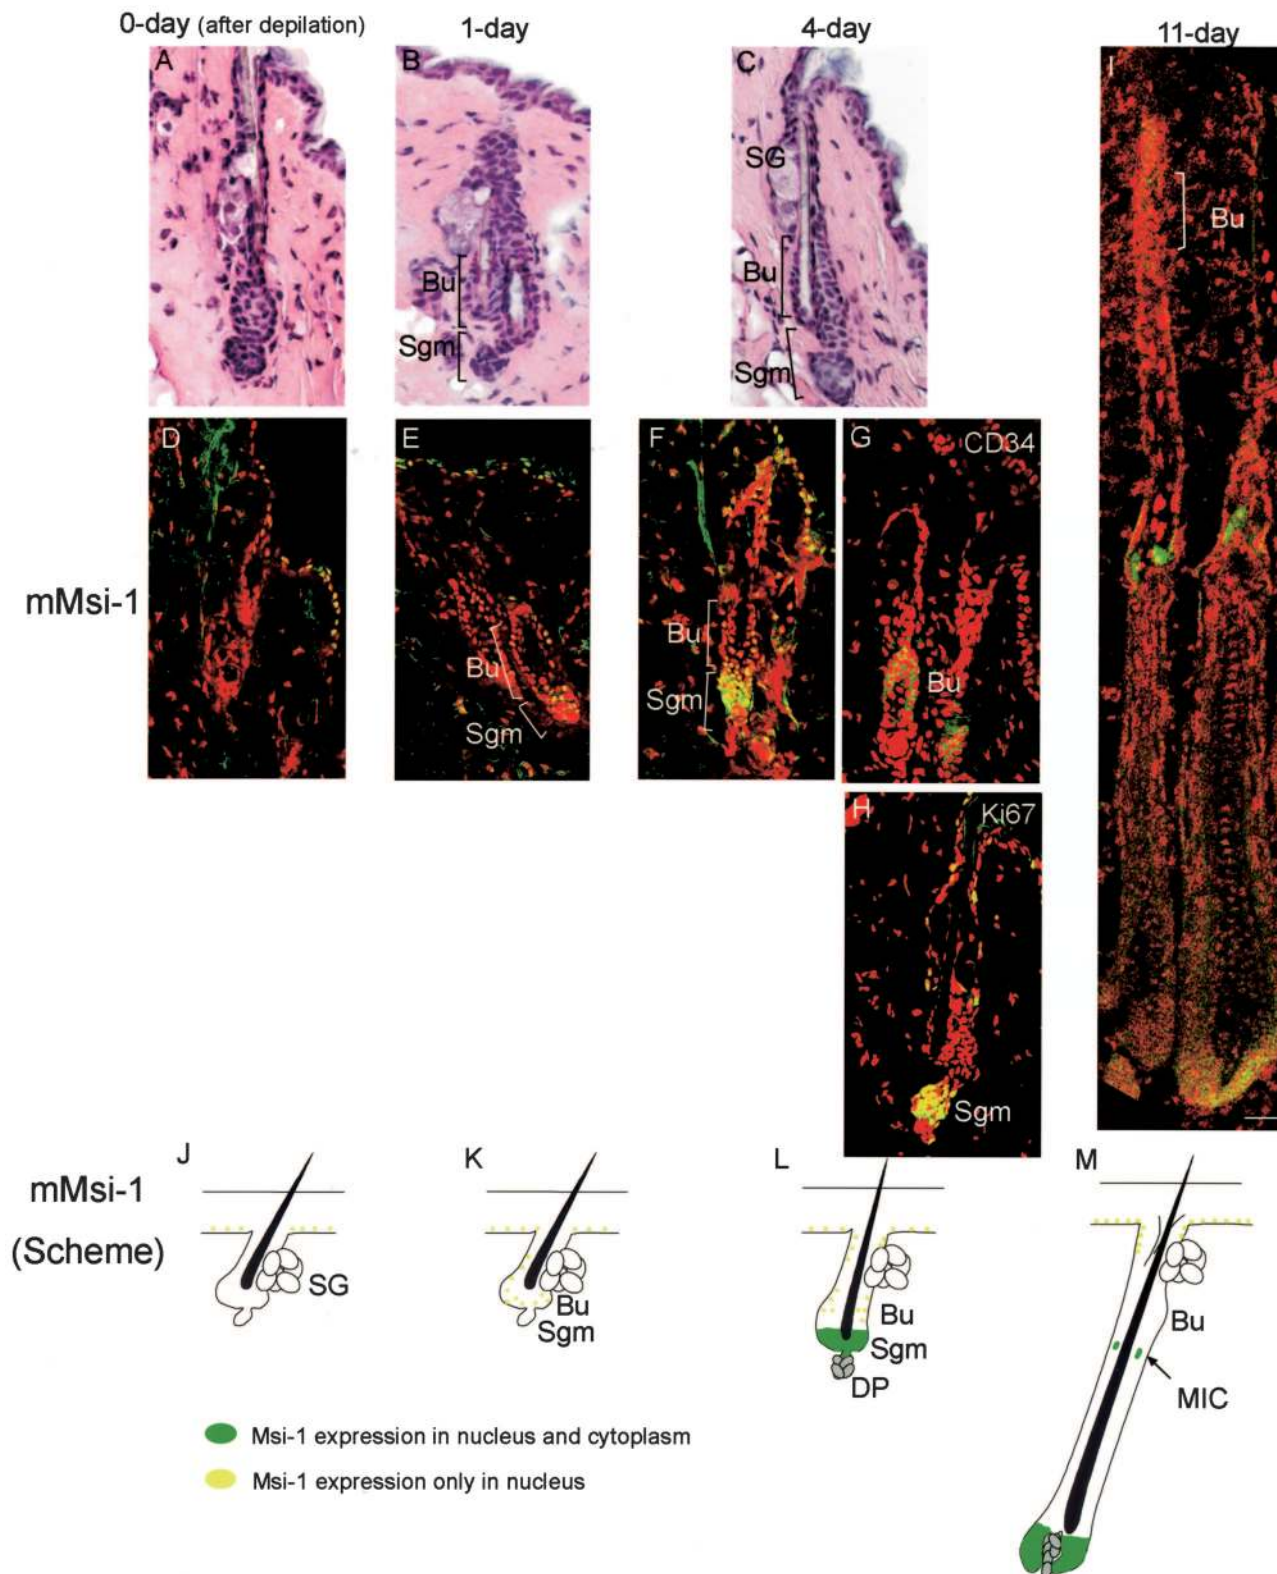 0-day (after depilation) 1-day 4-day 11-day
A B C I
SG
Bu Bu Bu
Sgm Sgm
mMsi-1
D E F G CD34
Bu Bu Bu
Sgm Sgm
H Ki67
Sgm
mMsi-1
(Scheme)
J K L M
SG Bu Bu Bu
Sgm Sgm
DP MIC
Msi-1 expression in nucleus and cytoplasm
Msi-1 expression only in nucleus